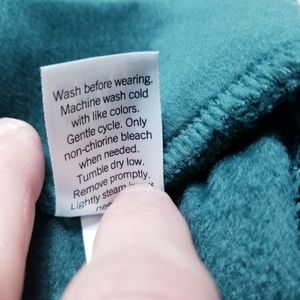 Wash before wearing.
Machine wash cold
with like colors.
Gentle cycle. Only
non-chlorine bleach
when needed.
Tumble dry low.
Remove promptly.
Lightly steam